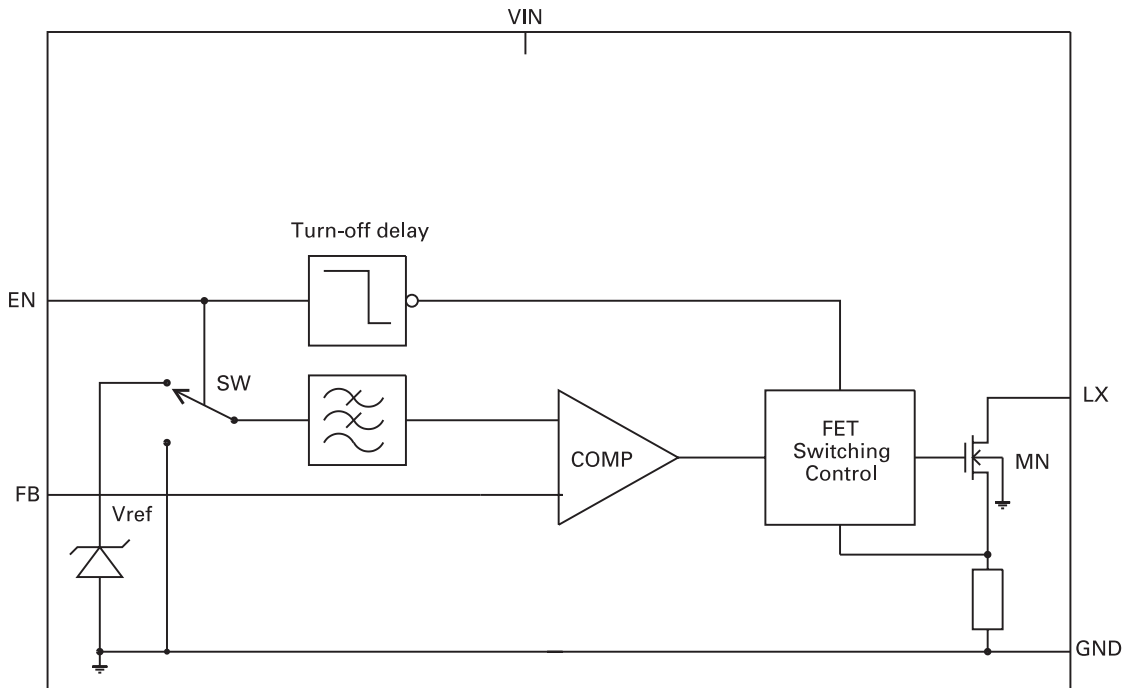 VIN
Turn-off delay
EN
SW
LX
FET
Switching
Control
COMP
MN
FB
Vref
GND